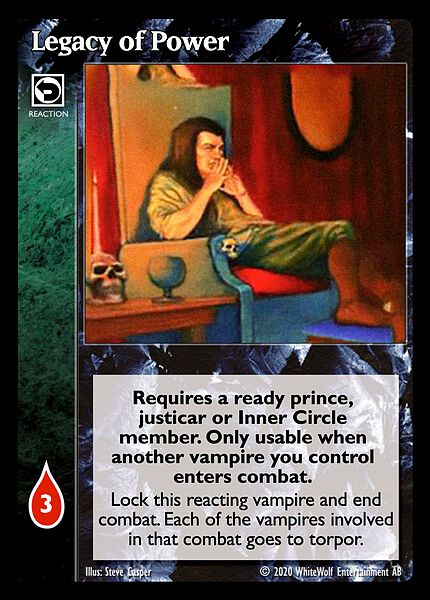 Legacy of Power
REACTION
Requires a ready prince,
justicar or Inner Circle
member. Only usable when
another vampire you control
enters combat.
Lock this reacting vampire and end
combat. Each of the vampires involved
in that combat goes to torpor.
3
Illus: Steve Casper © 2020 WhiteWolf Entertainment AB